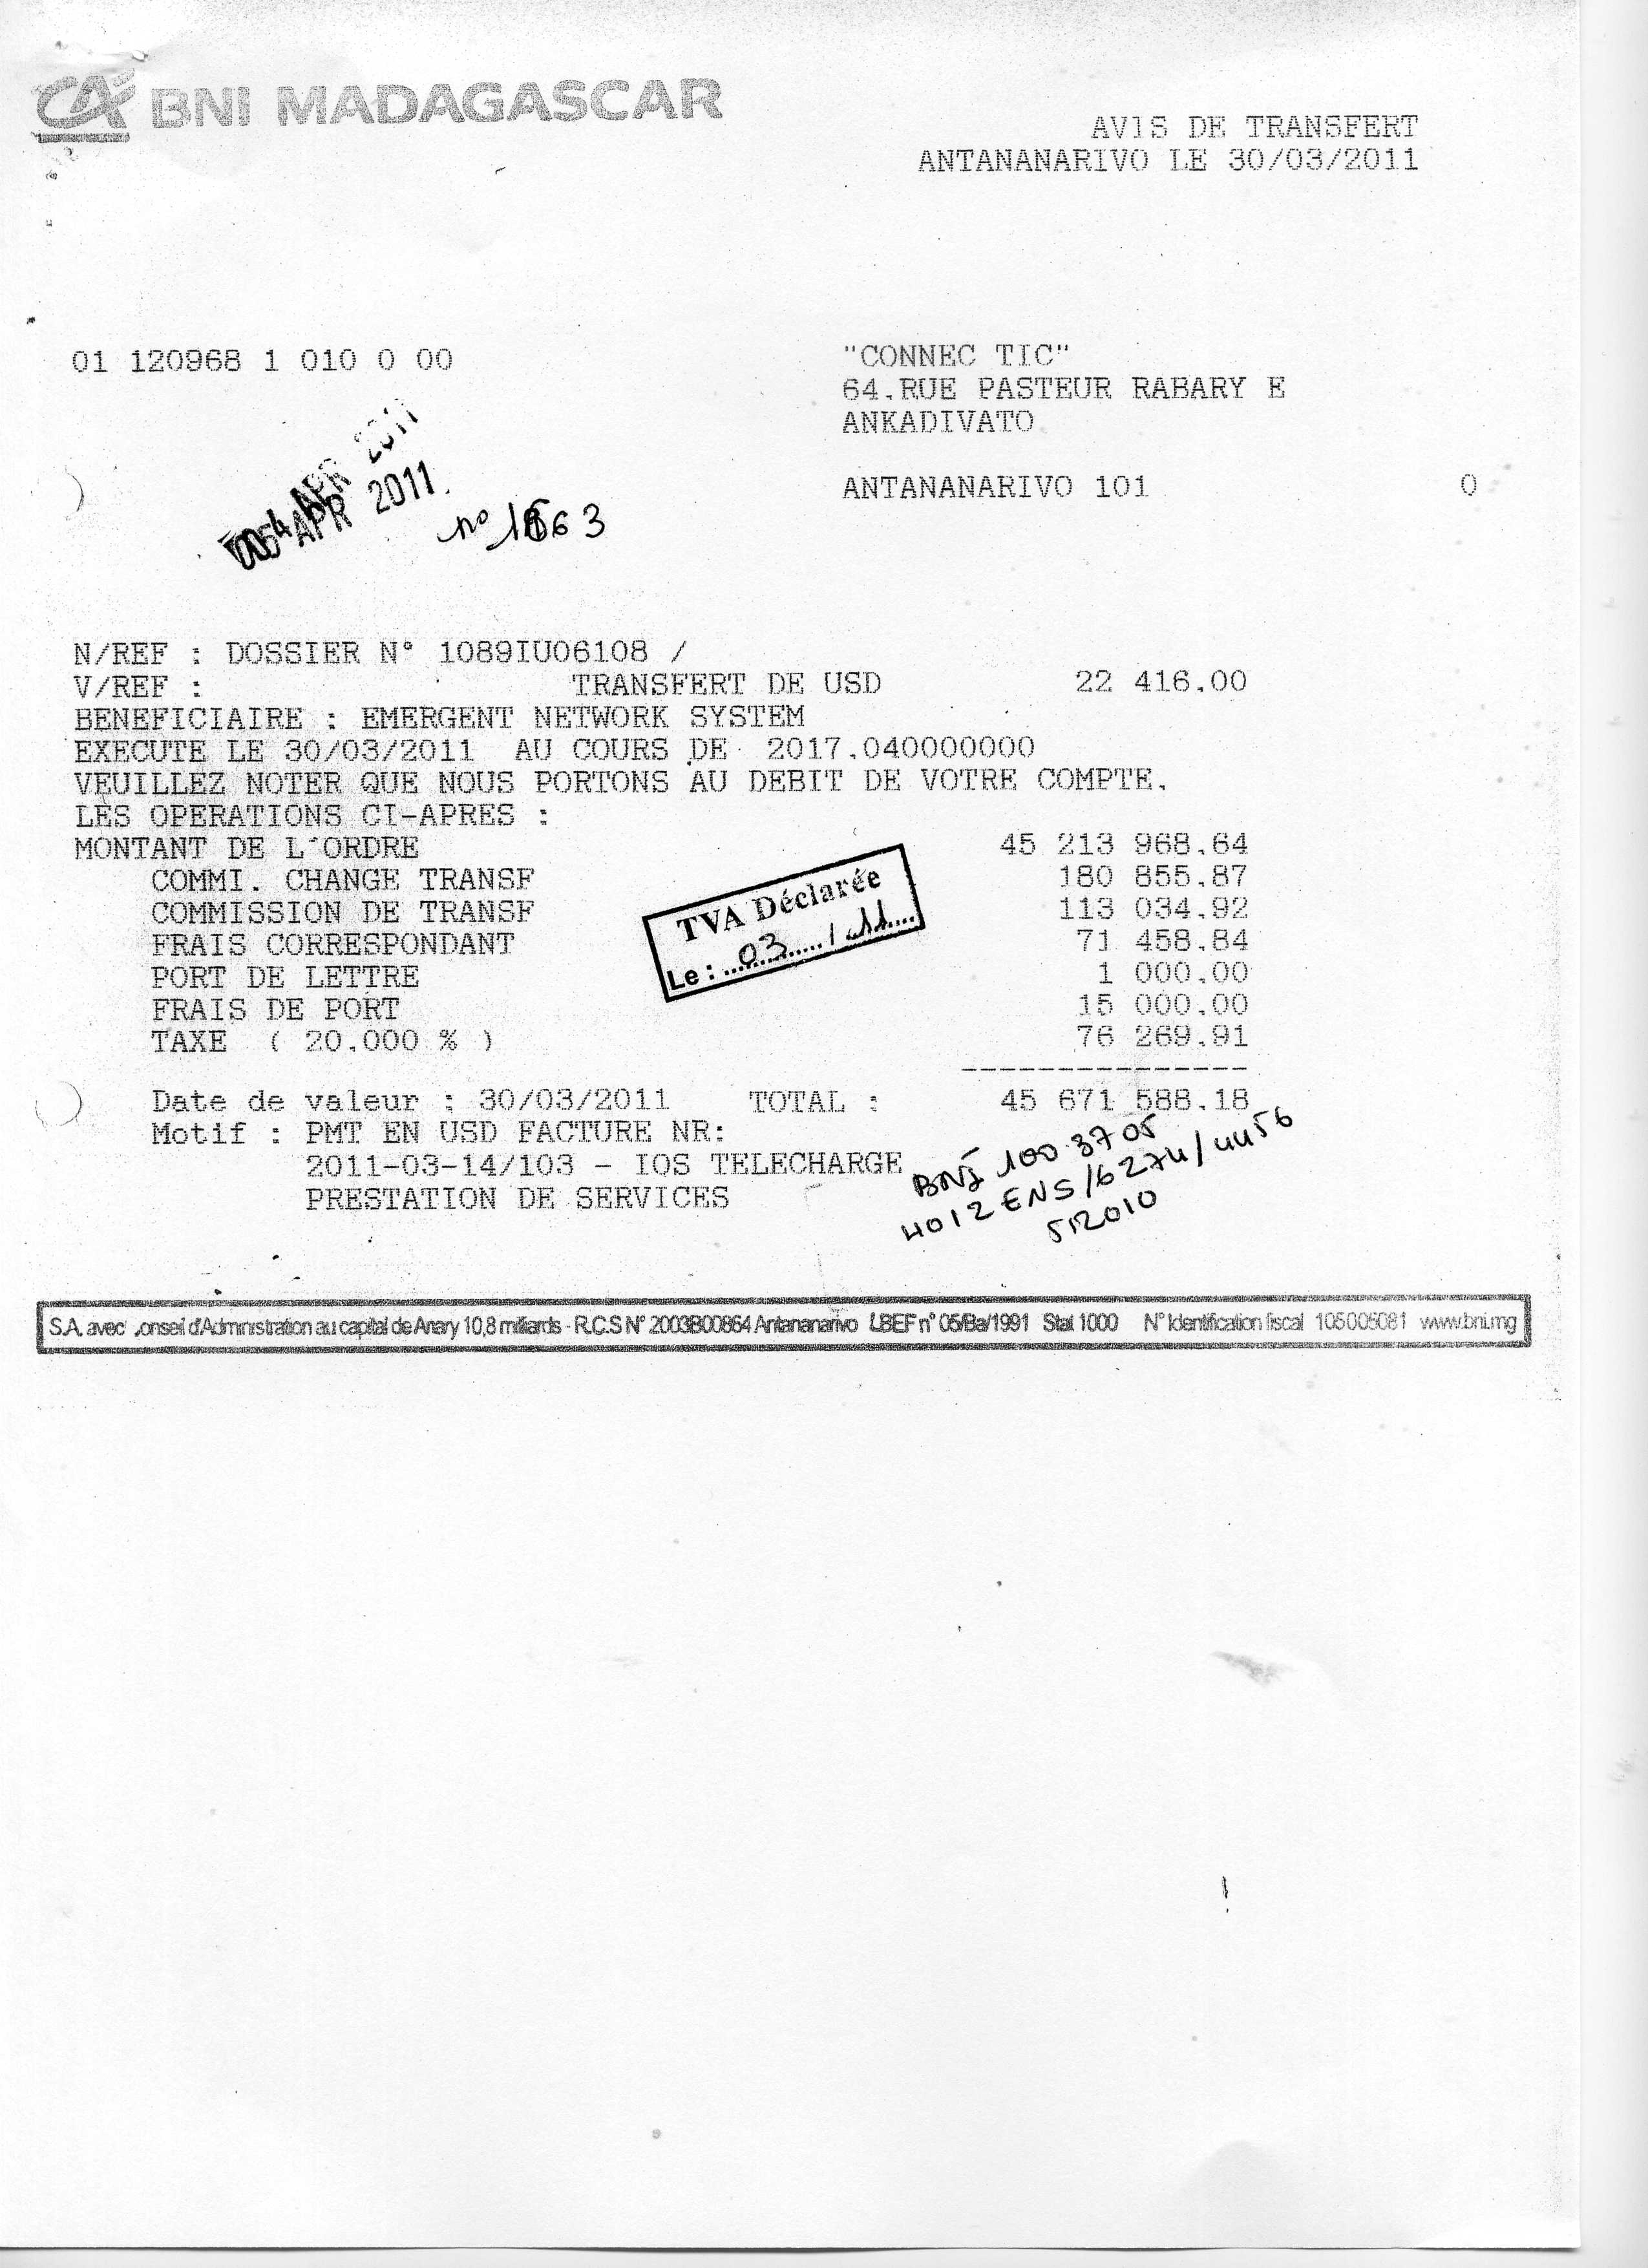 CA BNI MADAGASCAR
AVIS DE TRANSFERT
ANTANANARIVO LE 30/03/2011
01 120968 1 010 0 00
"CONNEC TIC"
64.RUE PASTEUR RABARY E
ANKADIVATO
ANTANANARIVO 101 0
APR 2011
05 APR 2011
n°
N/REF : DOSSIER N° 1089IU06108 /
V/REF : TRANSFERT DE USD 22 416.00
BENEFICIAIRE : EMERGENT NETWORK SYSTEM
EXECUTE LE 30/03/2011 AU COURS DE 2017.040000000
VEUILLEZ NOTER QUE NOUS PORTONS AU DEBIT DE VOTRE COMPTE.
LES OPERATIONS CI-APRES :
MONTANT DE L'ORDRE 45 213 968.64
COMMI. CHANGE TRANSF 180 855.87
COMMISSION DE TRANSF 113 034.92
FRAIS CORRESPONDANT 71 458.84
PORT DE LETTRE 1 000.00
FRAIS DE PORT 15 000.00
TAXE ( 20.000 % ) 76 269.91
TVA Déclarée
Le : 03 / 11
Date de valeur : 30/03/2011 TOTAL : 45 671 588.18
Motif : PMT EN USD FACTURE NR:
2011-03-14/103 - IOS TELECHARGE
PRESTATION DE SERVICES
BNI 100 3705
4012 ENS/6274/4456
512010
S.A. avec onseil d'Administration au capital de Ariary 10,8 milliards - R.C.S N° 2003B00864 Antananarivo LBEF n° 05/Ba/1991 Stat 1000 N° Identification fiscal 105005081 www.bni.mg